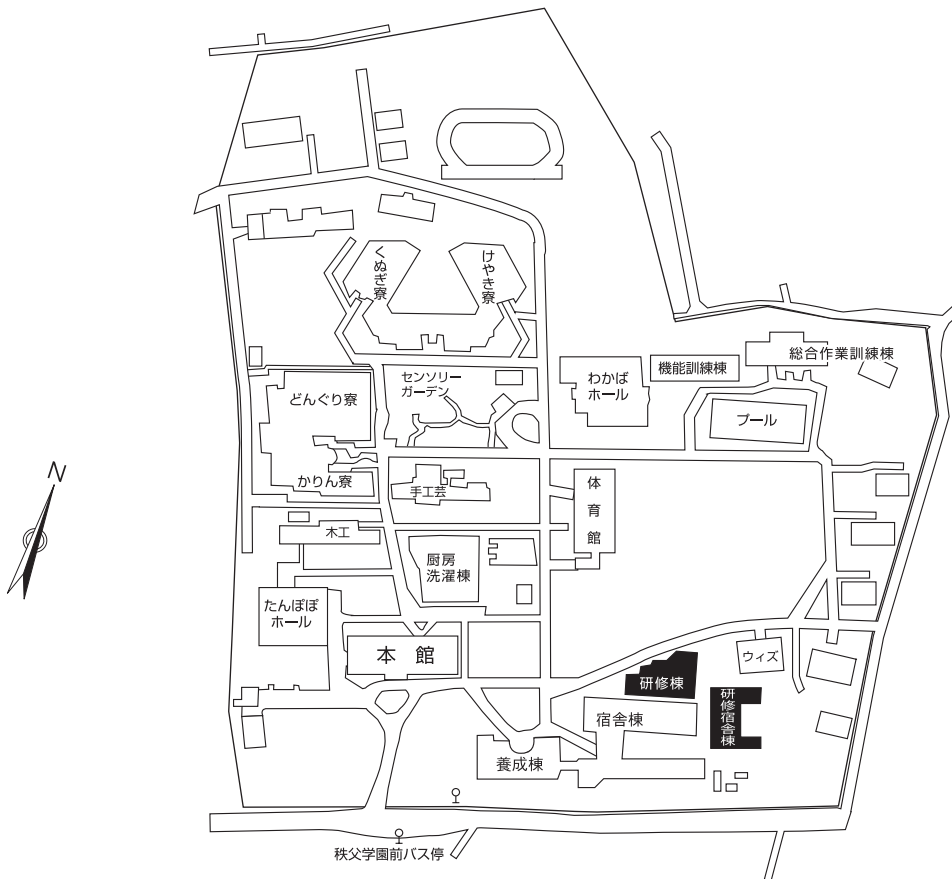 くぬぎ寮
けやき寮
センソリー
ガーデン
どんぐり寮
わかば
ホール
機能訓練棟
総合作業訓練棟
プール
かりん寮
手工芸
体育館
N
木工
厨房
洗濯棟
たんぽぽ
ホール
本館
ウィズ
研修棟
研修宿舎棟
宿舎棟
養成棟
秩父学園前バス停